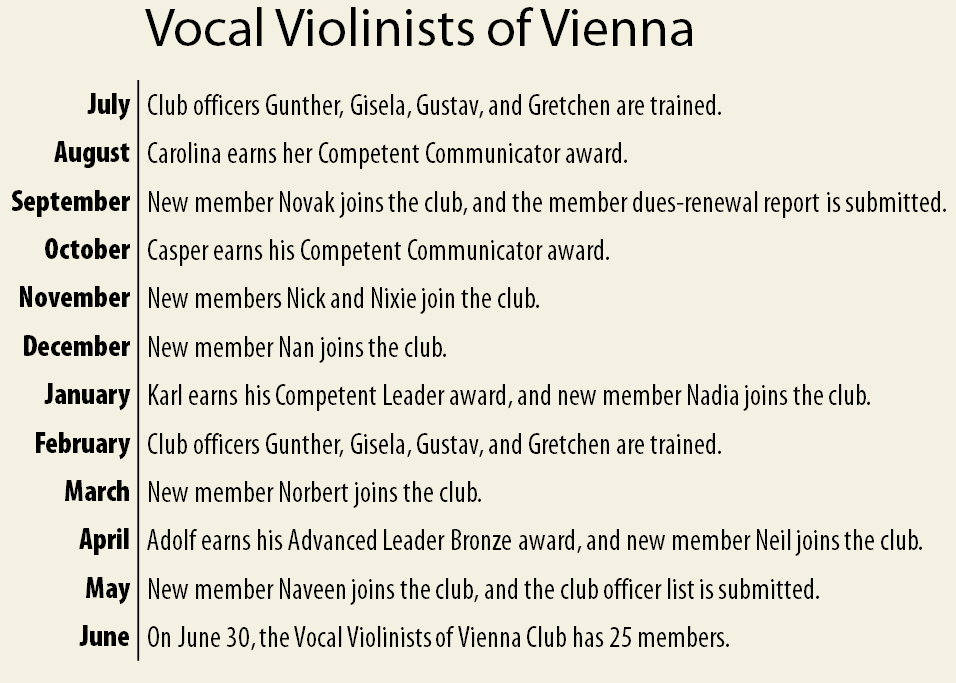 Vocal Violinists of Vienna
July Club officers Gunther, Gisela, Gustav, and Gretchen are trained.
August Carolina earns her Competent Communicator award.
September New member Novak joins the club, and the member dues-renewal report is submitted.
October Casper earns his Competent Communicator award.
November New members Nick and Nixie join the club.
December New member Nan joins the club.
January Karl earns his Competent Leader award, and new member Nadia joins the club.
February Club officers Gunther, Gisela, Gustav, and Gretchen are trained.
March New member Norbert joins the club.
April Adolf earns his Advanced Leader Bronze award, and new member Neil joins the club.
May New member Naveen joins the club, and the club officer list is submitted.
June On June 30, the Vocal Violinists of Vienna Club has 25 members.